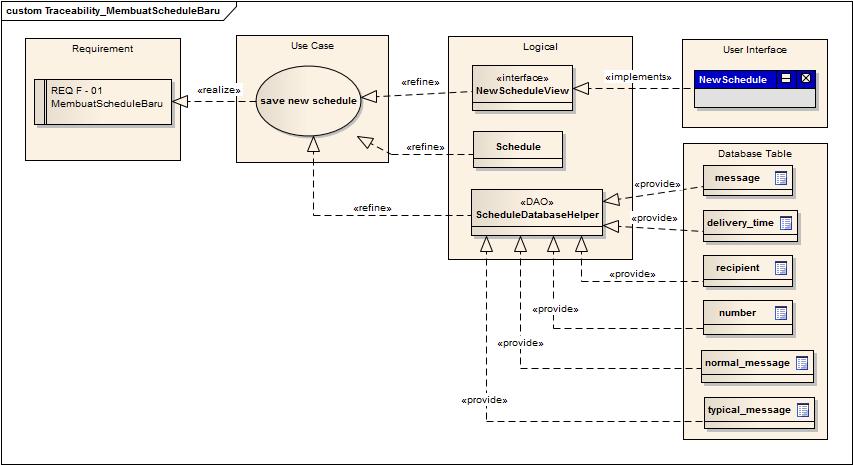 custom Traceability_MembuatScheduleBaru
Requirement
REQ F - 01
MembuatScheduleBaru
«realize»
Use Case
save new schedule
«refine»
«refine»
«refine»
Logical
«interface»
NewScheduleView
Schedule
«DAO»
ScheduleDatabaseHelper
«implements»
User Interface
NewSchedule
Database Table
message
delivery_time
recipient
number
normal_message
typical_message
«provide»
«provide»
«provide»
«provide»
«provide»
«provide»